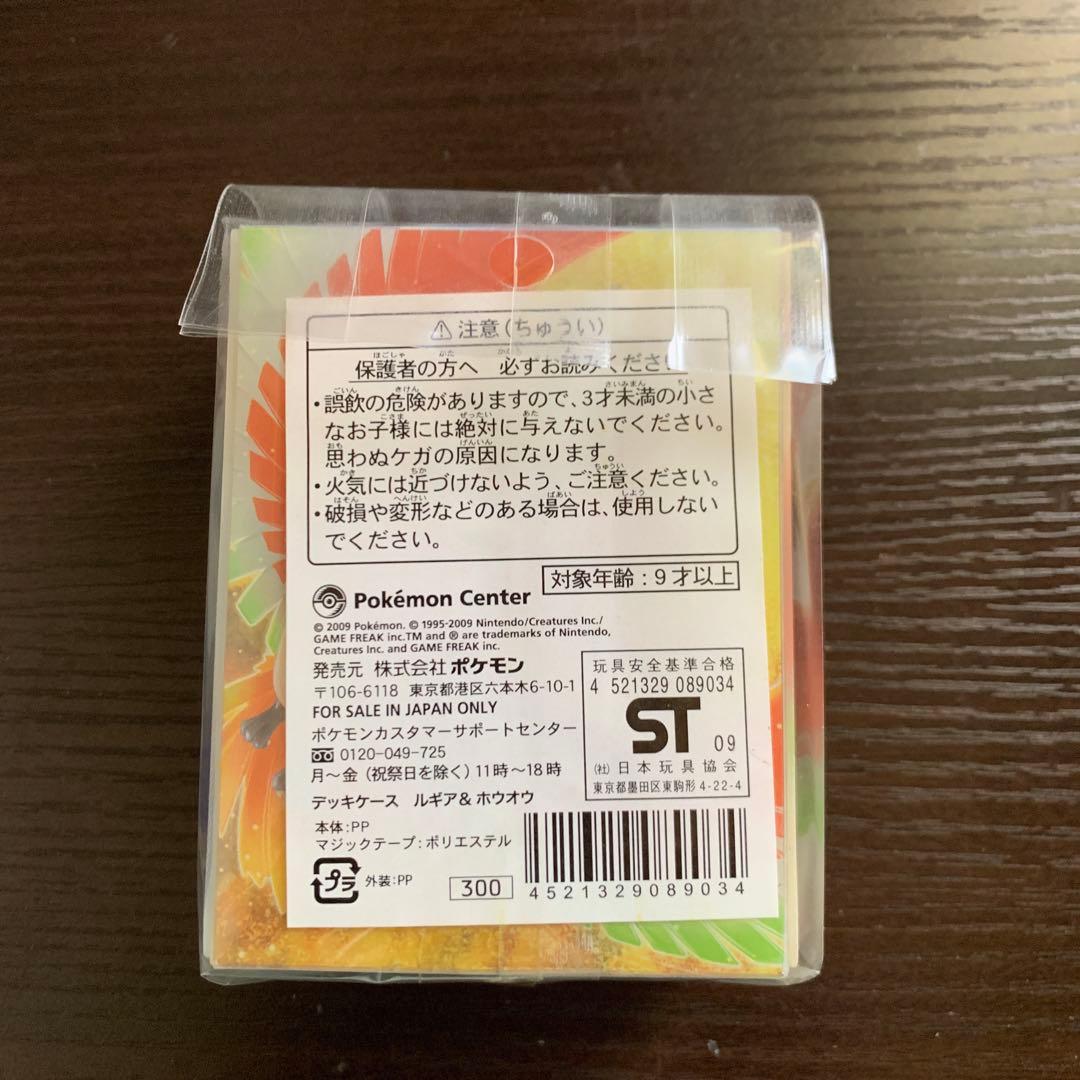 ⚠ 注意(ちゅうい)
保護者の方へ 必ずお読みください
・誤飲の危険がありますので、3才未満の小さ
なお子様には絶対に与えないでください。
思わぬケガの原因になります。
・火気には近づけないよう、ご注意ください。
・破損や変形などのある場合は、使用しない
でください。
対象年齢:9才以上
Pokémon Center
© 2009 Pokémon. © 1995-2009 Nintendo/Creatures Inc./
GAME FREAK inc.TM and ® are trademarks of Nintendo,
Creatures Inc. and GAME FREAK inc.
発売元 株式会社ポケモン
〒106-6118 東京都港区六本木6-10-1
FOR SALE IN JAPAN ONLY
ポケモンカスタマーサポートセンター
0120-049-725
月~金(祝祭日を除く)11時~18時
デッキケース ルギア&ホウオウ
玩具安全基準合格
4 521329 089034
ST 09
(社)日本玩具協会
東京都墨田区東駒形4-22-4
本体:PP
マジックテープ:ポリエステル
プラ 外装:PP
300
4521329089034